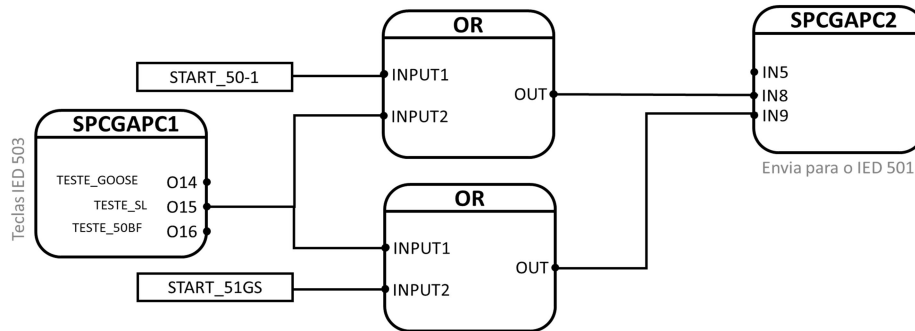 OR
START_50-1
INPUT1
INPUT2
OUT
SPCGAPC2
IN5
IN8
IN9
Envia para o IED 501
Teclas IED 503
SPCGAPC1
TESTE_GOOSE O14
TESTE_SL O15
TESTE_50BF O16
OR
INPUT1
INPUT2
OUT
START_51GS